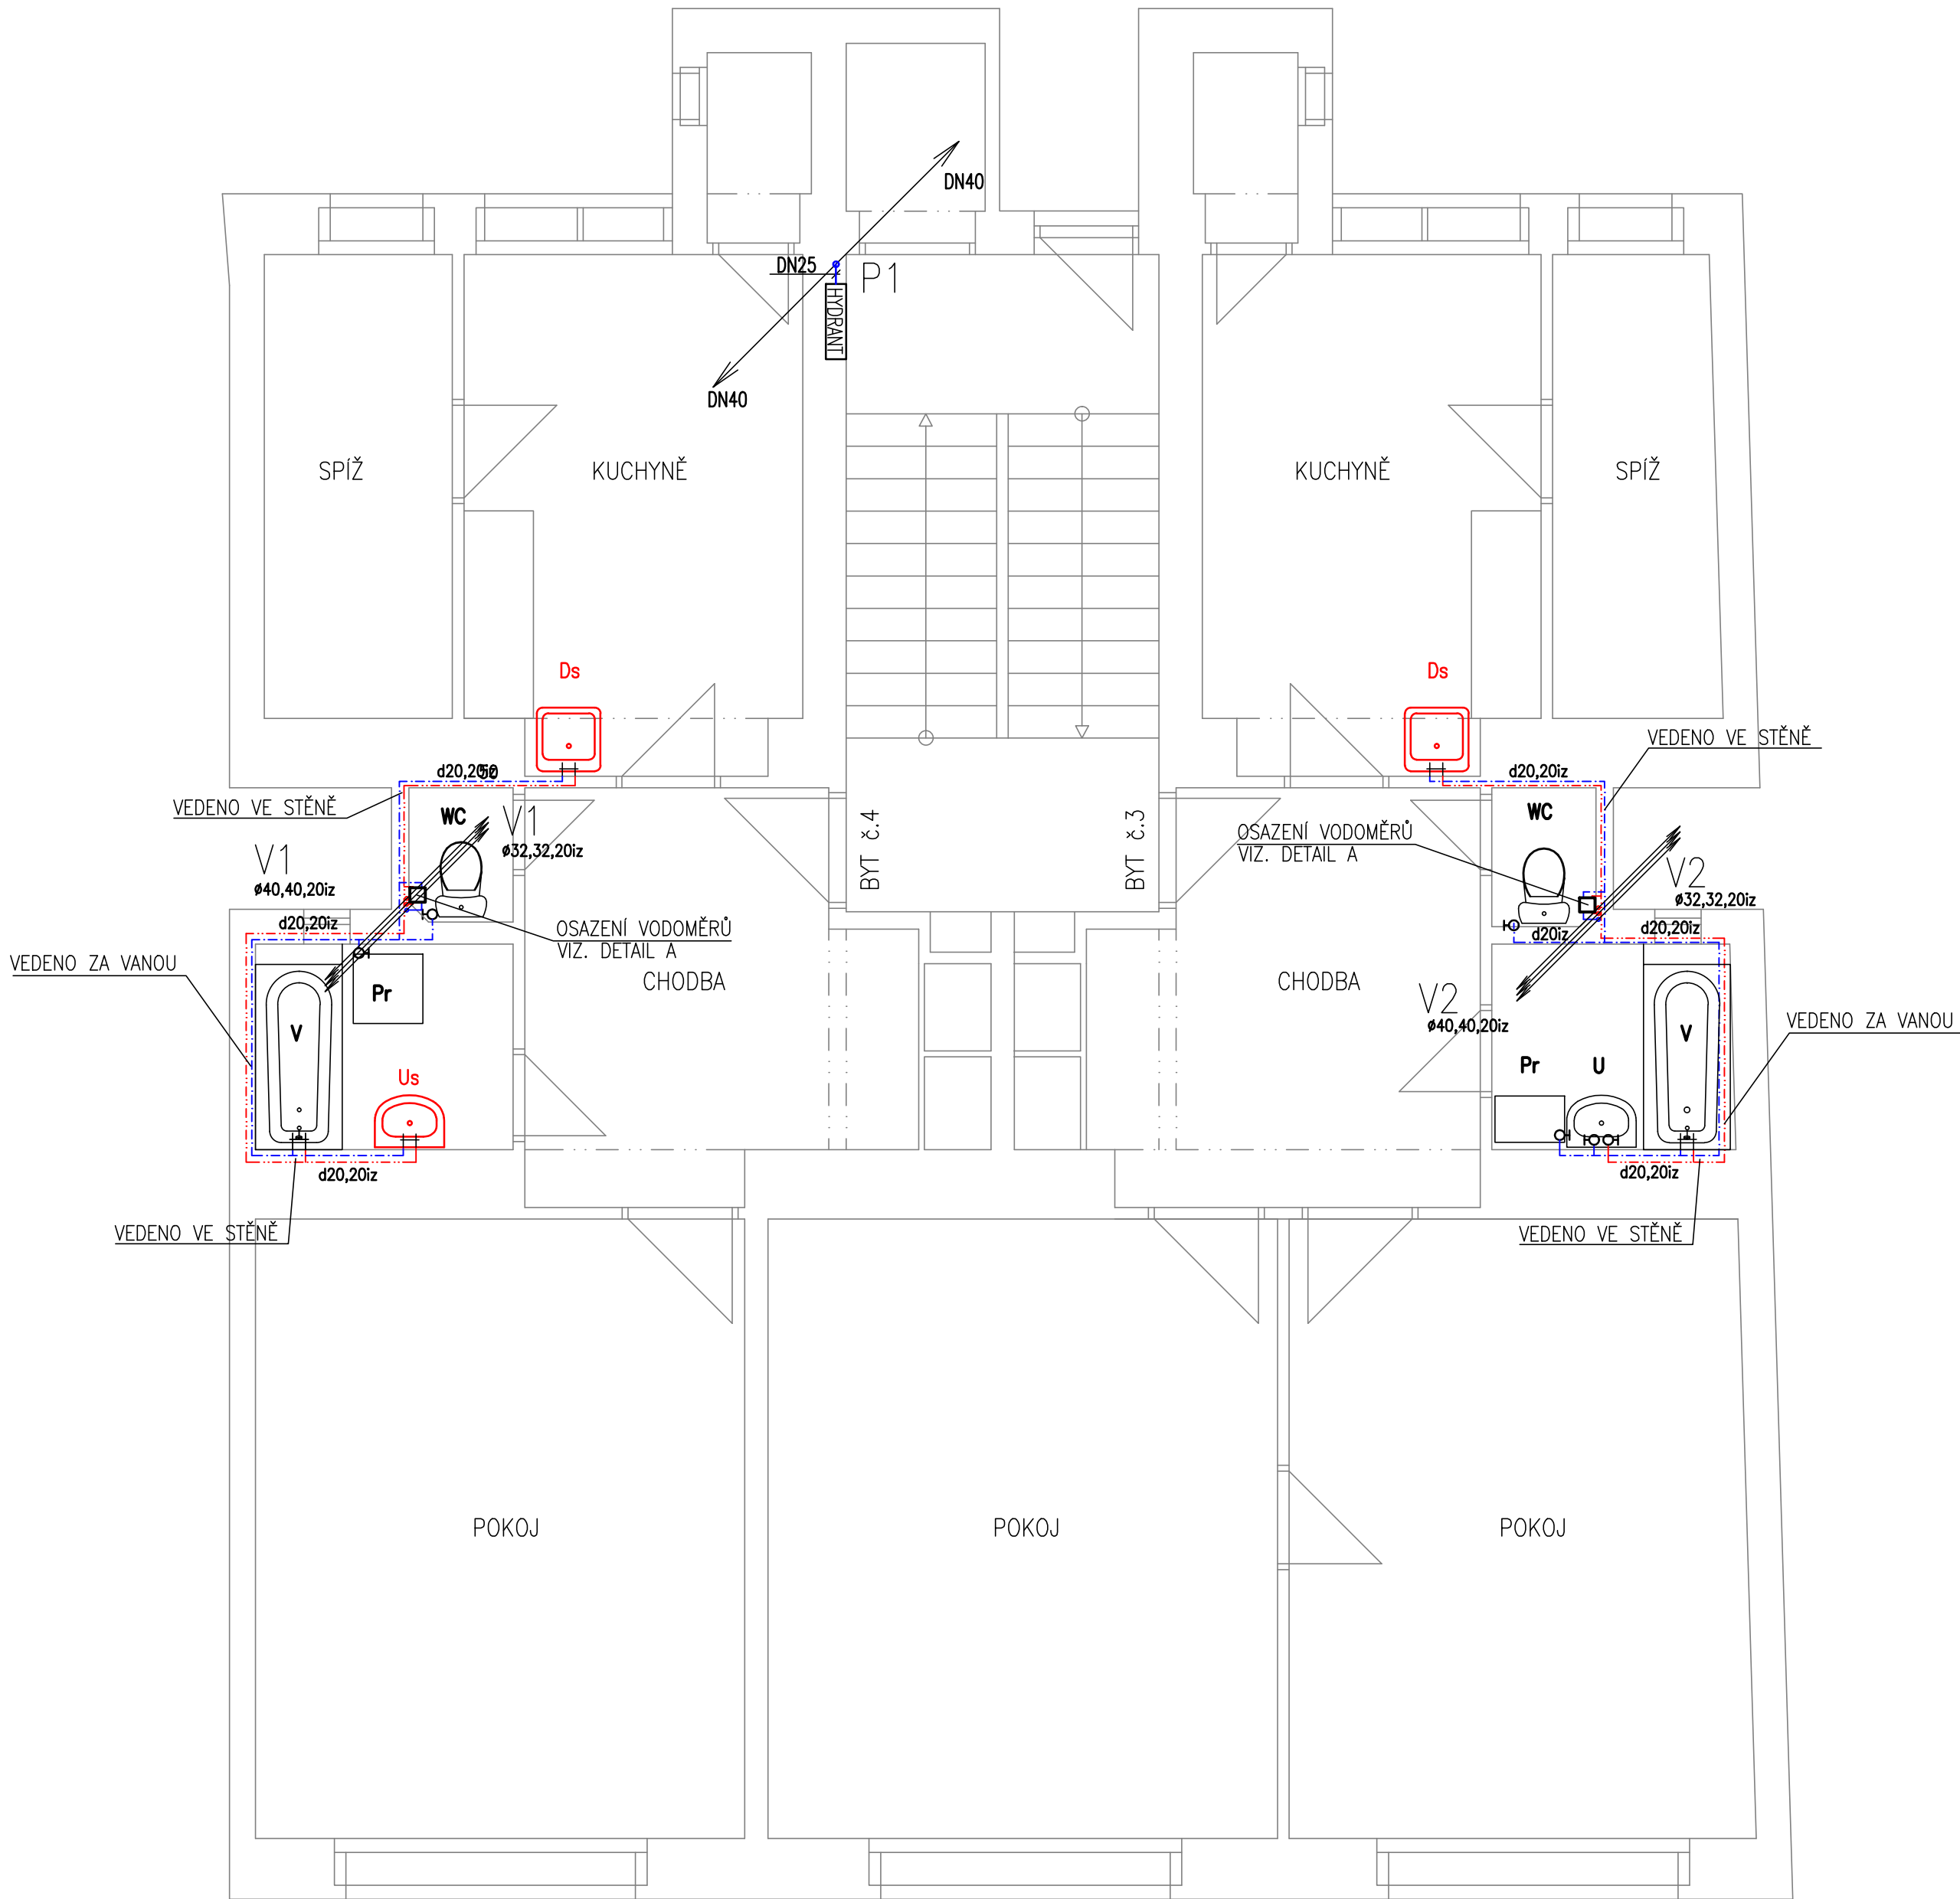 DN40
DN25
P1
HYDRANT
DN40
SPÍŽ
KUCHYNĚ
KUCHYNĚ
SPÍŽ
Ds
Ds
VEDENO VE STĚNĚ
d20,20iz
50
d20,20iz
VEDENO VE STĚNĚ
WC
V1
ø32,32,20iz
BYT č.4
BYT č.3
OSAZENÍ VODOMĚRŮ
VIZ. DETAIL A
WC
V1
ø40,40,20iz
V2
ø32,32,20iz
d20,20iz
OSAZENÍ VODOMĚRŮ
VIZ. DETAIL A
d20iz
d20,20iz
VEDENO ZA VANOU
Pr
CHODBA
CHODBA
V2
ø40,40,20iz
VEDENO ZA VANOU
V
V
Us
Pr
U
d20,20iz
d20,20iz
VEDENO VE STĚNĚ
VEDENO VE STĚNĚ
POKOJ
POKOJ
POKOJ